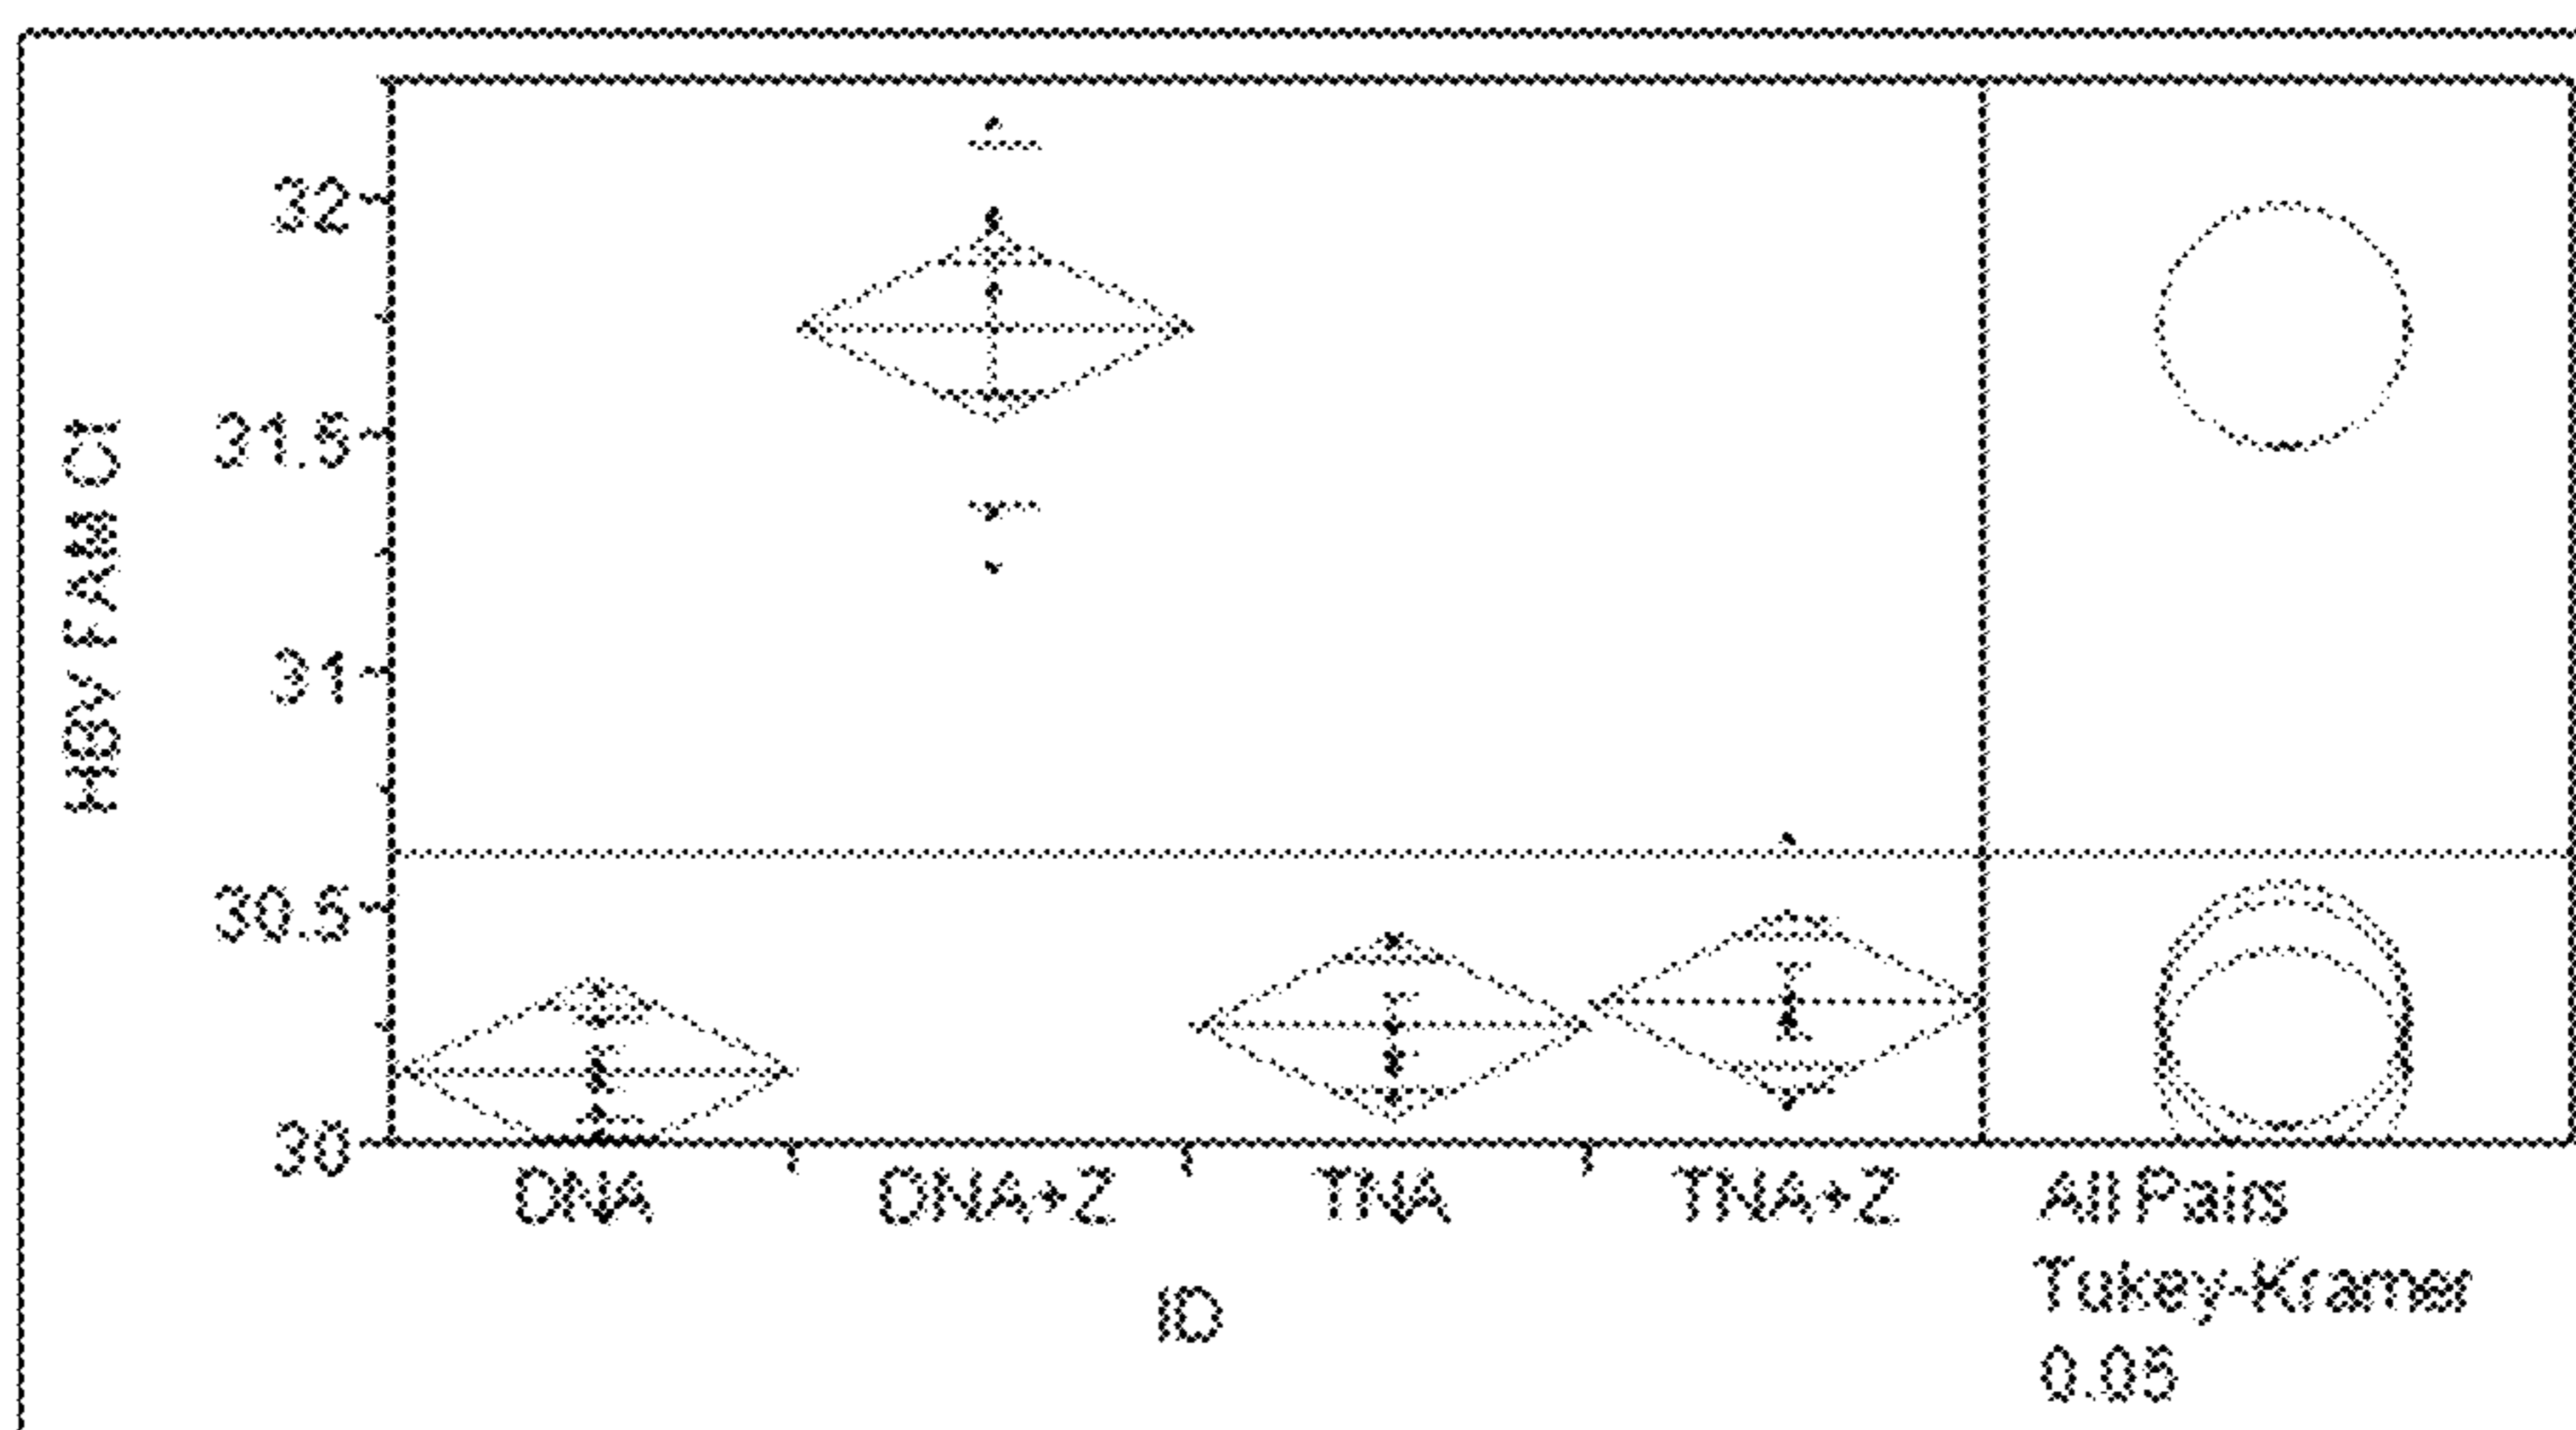 HBV FAM Ct
32
31.5
31
30.5
30
DNA
DNA+Z
TNA
TNA+Z
All Pairs
Tukey-Kramer
0.05
ID